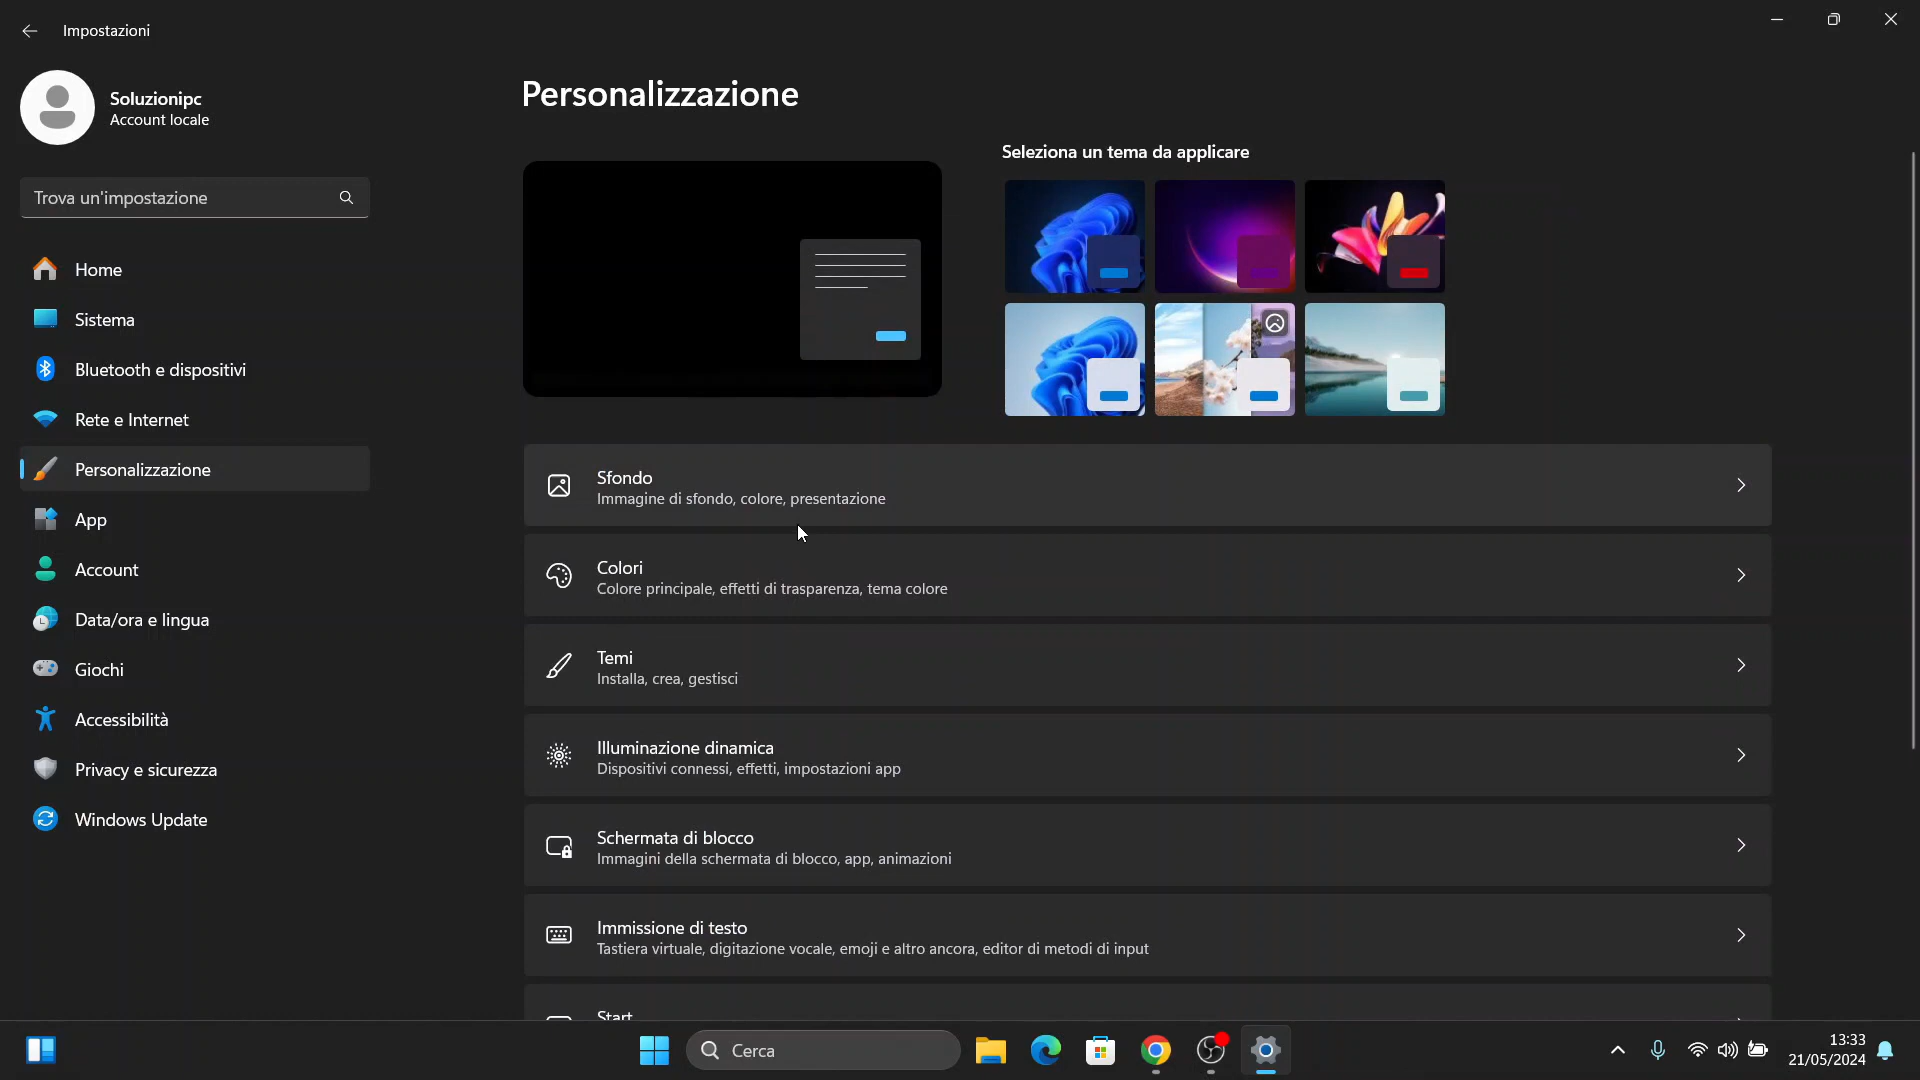 Impostazioni
Soluzionipc
Account locale
Trova un'impostazione
Home
Sistema
Bluetooth e dispositivi
Rete e Internet
Personalizzazione
App
Account
Data/ora e lingua
Giochi
Accessibilità
Privacy e sicurezza
Windows Update
Personalizzazione
Seleziona un tema da applicare
Sfondo
Immagine di sfondo, colore, presentazione
Colori
Colore principale, effetti di trasparenza, tema colore
Temi
Installa, crea, gestisci
Illuminazione dinamica
Dispositivi connessi, effetti, impostazioni app
Schermata di blocco
Immagini della schermata di blocco, app, animazioni
Immissione di testo
Tastiera virtuale, digitazione vocale, emoji e altro ancora, editor di metodi di input
Start
Cerca
13:33
21/05/2024